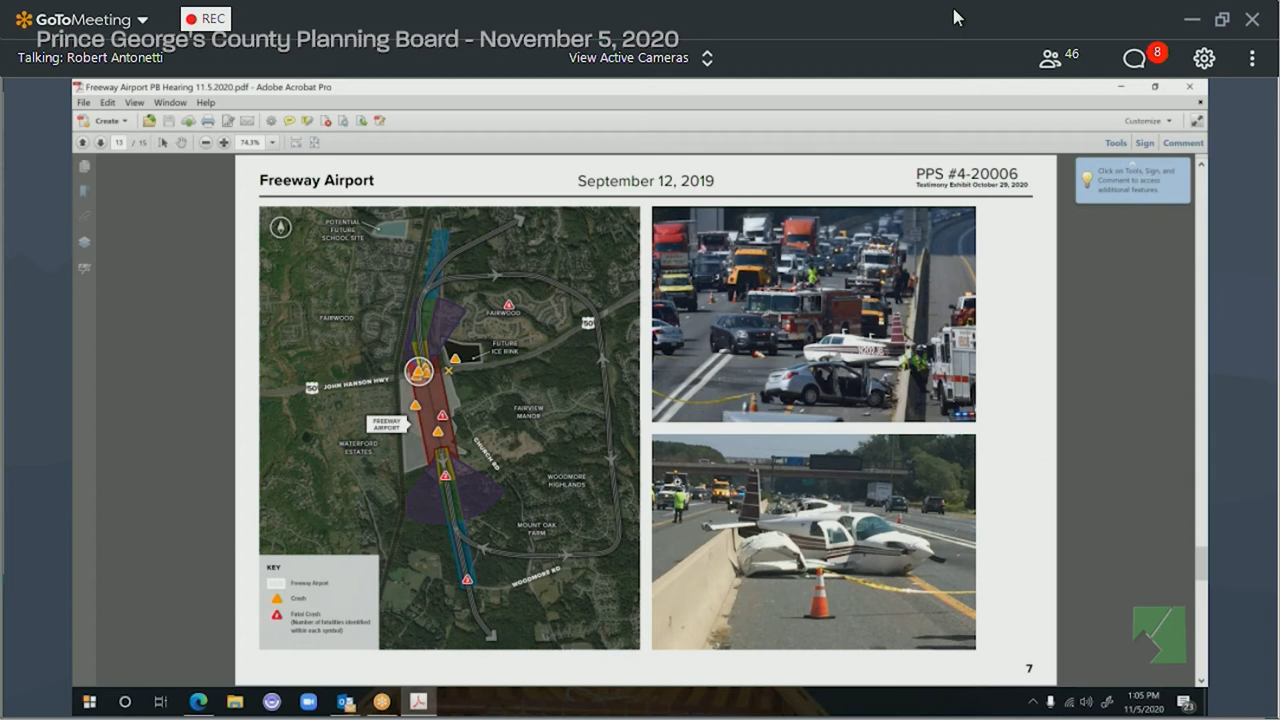 GoToMeeting
REC
Prince George's County Planning Board - November 5, 2020
Talking: Robert Antonetti
View Active Cameras
46
8
Freeway Airport PB Hearing 11.5.2020.pdf - Adobe Acrobat Pro
File Edit View Window Help
Create
Customize
13 / 15
74.3%
Tools Sign Comment
Click on Tools, Sign, and
Comment to access
additional features.
Freeway Airport
September 12, 2019
PPS #4-20006
Testimony Exhibit October 29, 2020
POTENTIAL
FUTURE
SCHOOL SITE
FAIRWOOD
FAIRWOOD
50
FUTURE
ICE RINK
50 JOHN HANSON HWY
FREEWAY
AIRPORT
FAIRVIEW
MANOR
WATERFORD
ESTATES
CHURCH RD
WOODMORE
HIGHLANDS
MOUNT OAK
FARM
WOODMORE RD
KEY
Freeway Airport
Crash
Fatal Crash
(Number of fatalities identified
within each symbol)
7
1:05 PM
11/5/2020
23